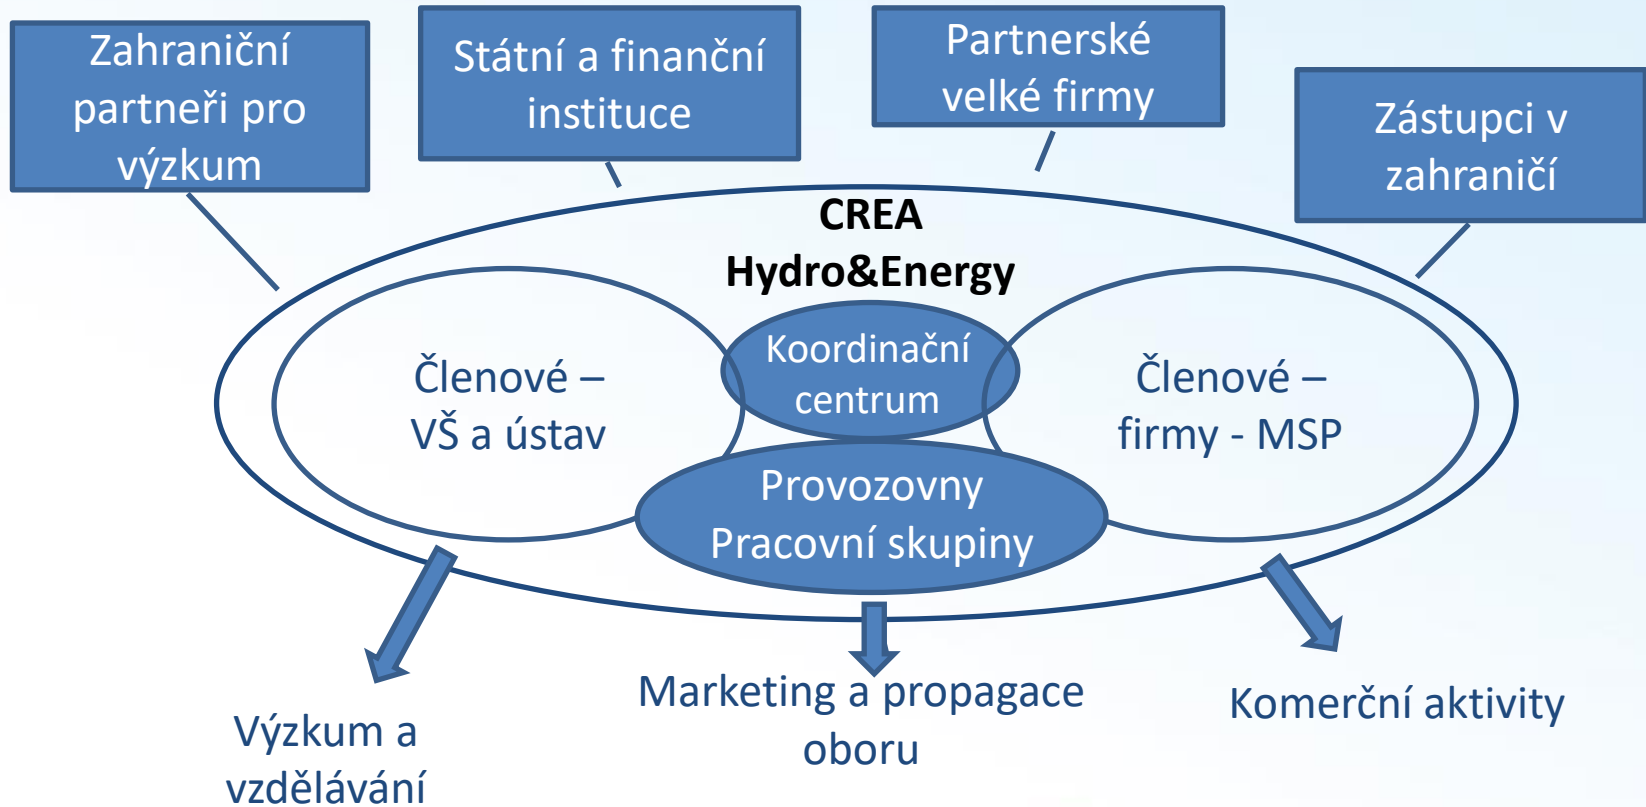 Zahraniční
partneři pro
výzkum
Státní a finanční
instituce
Partnerské
velké firmy
Zástupci v
zahraničí
CREA
Hydro&Energy
Koordinační
centrum
Členové –
VŠ a ústav
Členové –
firmy - MSP
Provozovny
Pracovní skupiny
Výzkum a
vzdělávání
Marketing a propagace
oboru
Komerční aktivity